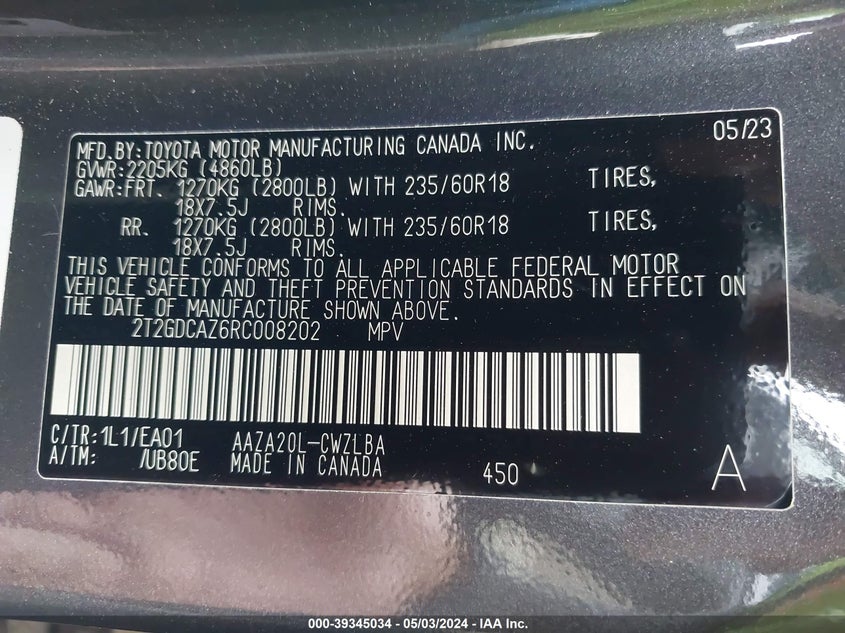 MFD.BY:TOYOTA MOTOR MANUFACTURING CANADA INC. 05/23
GVWR:2205KG (4860LB)
GAWR:FRT. 1270KG (2800LB) WITH 235/60R18 TIRES,
18X7.5J RIMS.
RR. 1270KG (2800LB) WITH 235/60R18 TIRES,
18X7.5J RIMS.
THIS VEHICLE CONFORMS TO ALL APPLICABLE FEDERAL MOTOR
VEHICLE SAFETY AND THEFT PREVENTION STANDARDS IN EFFECT ON
THE DATE OF MANUFACTURE SHOWN ABOVE.
2T2GDCAZ6RC008202 MPV
C/TR:1L1/EA01 AAZA20L-CWZLBA
A/TM: /UB80E MADE IN CANADA 450 A
000-39345034 - 05/03/2024 - IAA Inc.